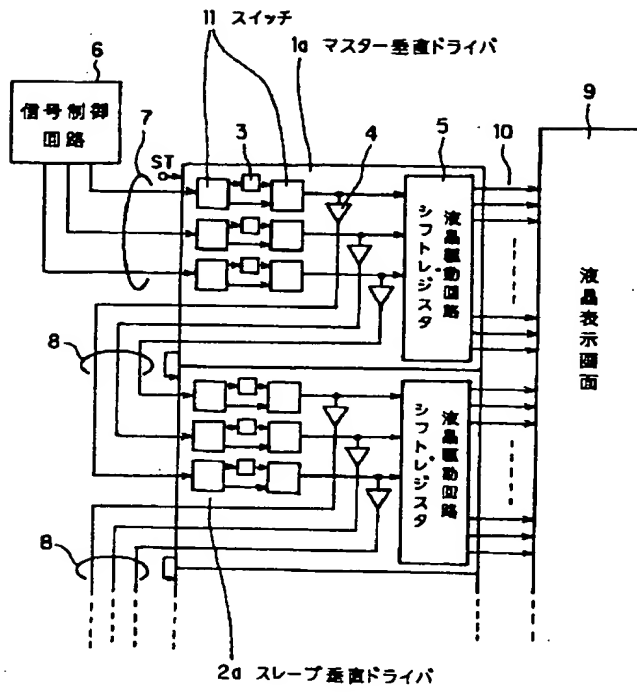 11 スイッチ
1a マスター垂直ドライバ
6
信号制御
回路
7
ST
3
4
5
10
9
液晶駆動回路
シフトレジスタ
液晶表示画面
8
液晶駆動回路
シフトレジスタ
8
2a スレーブ垂直ドライバ